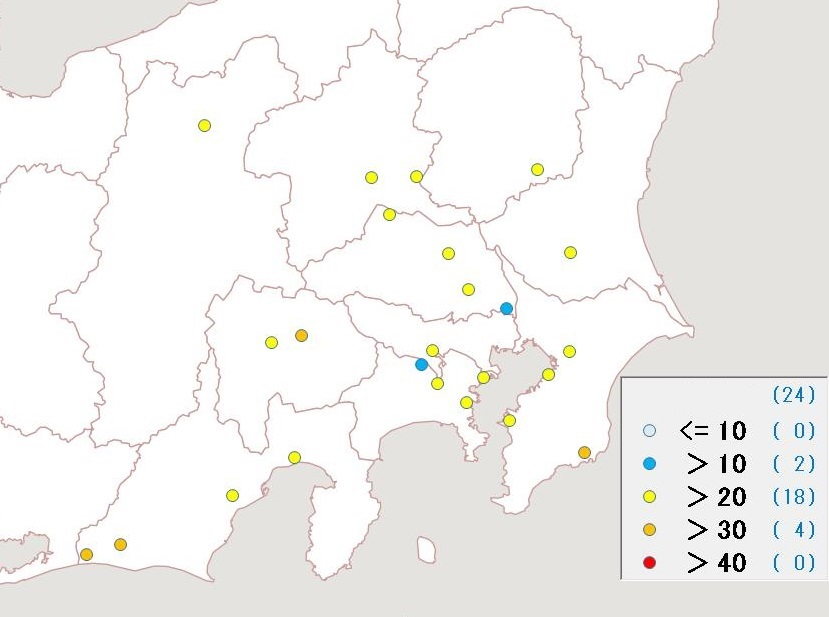 (24)
<= 10 ( 0)
> 10 ( 2)
> 20 (18)
> 30 ( 4)
> 40 ( 0)